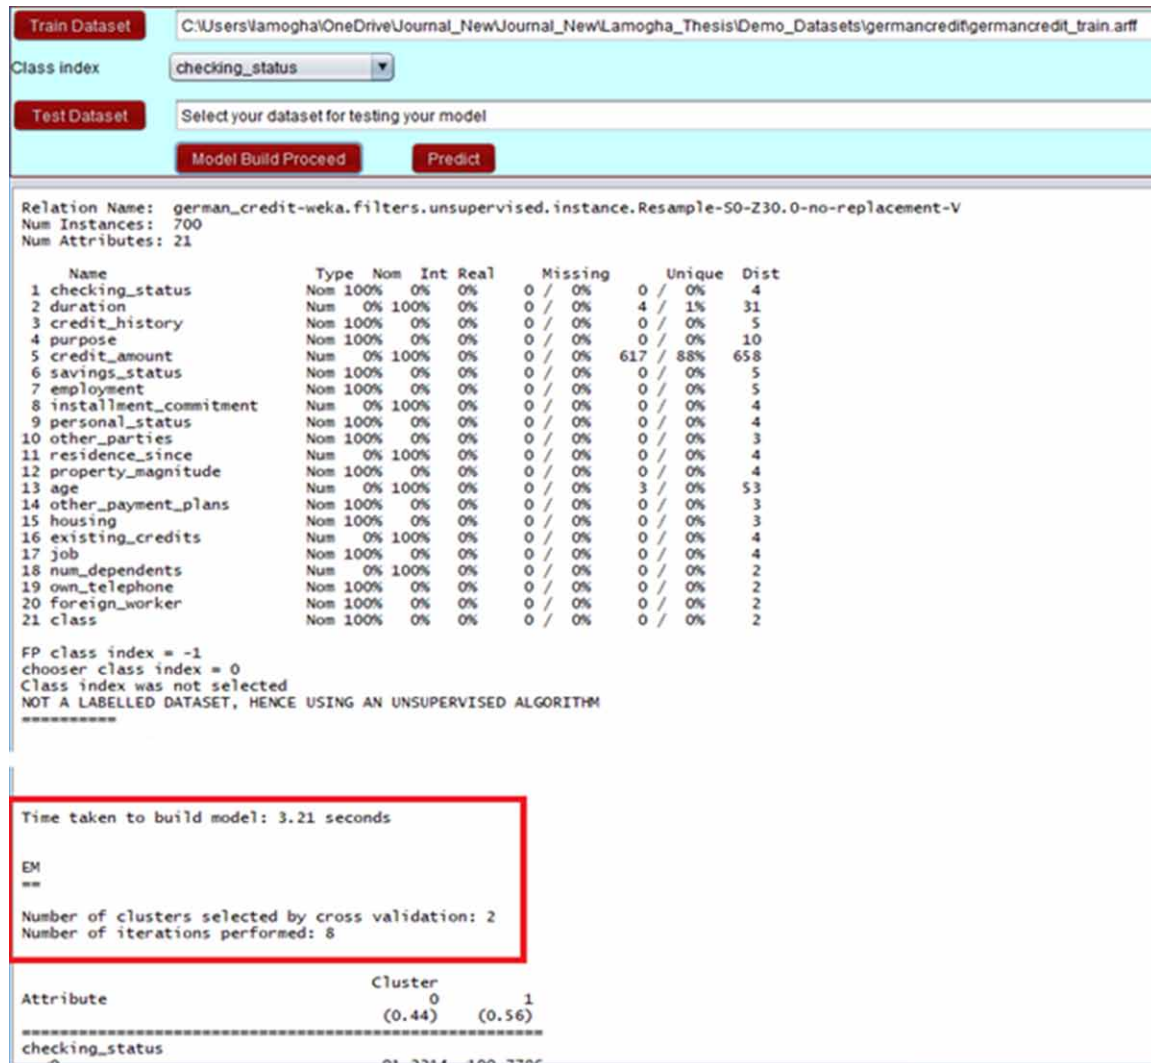 Train Dataset C:\Users\lamogha\OneDrive\Journal_New\Journal_New\Lamogha_Thesis\Demo_Datasets\germancredit\germancredit_train.arff
Class index checking_status
Test Dataset Select your dataset for testing your model
Model Build Proceed Predict
Relation Name: german_credit-weka.filters.unsupervised.instance.Resample-S0-Z30.0-no-replacement-V
Num Instances: 700
Num Attributes: 21
Name Type Nom Int Real Missing Unique Dist
1 checking_status Nom 100% 0% 0% 0 / 0% 0 / 0% 4
2 duration Num 0% 100% 0% 0 / 0% 4 / 1% 31
3 credit_history Nom 100% 0% 0% 0 / 0% 0 / 0% 5
4 purpose Nom 100% 0% 0% 0 / 0% 0 / 0% 10
5 credit_amount Num 0% 100% 0% 0 / 0% 617 / 88% 658
6 savings_status Nom 100% 0% 0% 0 / 0% 0 / 0% 5
7 employment Nom 100% 0% 0% 0 / 0% 0 / 0% 5
8 installment_commitment Num 0% 100% 0% 0 / 0% 0 / 0% 4
9 personal_status Nom 100% 0% 0% 0 / 0% 0 / 0% 4
10 other_parties Nom 100% 0% 0% 0 / 0% 0 / 0% 3
11 residence_since Num 0% 100% 0% 0 / 0% 0 / 0% 4
12 property_magnitude Nom 100% 0% 0% 0 / 0% 0 / 0% 4
13 age Num 0% 100% 0% 0 / 0% 3 / 0% 53
14 other_payment_plans Nom 100% 0% 0% 0 / 0% 0 / 0% 3
15 housing Nom 100% 0% 0% 0 / 0% 0 / 0% 3
16 existing_credits Num 0% 100% 0% 0 / 0% 0 / 0% 4
17 job Nom 100% 0% 0% 0 / 0% 0 / 0% 4
18 num_dependents Num 0% 100% 0% 0 / 0% 0 / 0% 2
19 own_telephone Nom 100% 0% 0% 0 / 0% 0 / 0% 2
20 foreign_worker Nom 100% 0% 0% 0 / 0% 0 / 0% 2
21 class Nom 100% 0% 0% 0 / 0% 0 / 0% 2
FP class index = -1
chooser class index = 0
Class index was not selected
NOT A LABELLED DATASET, HENCE USING AN UNSUPERVISED ALGORITHM
==========
Time taken to build model: 3.21 seconds
EM
==
Number of clusters selected by cross validation: 2
Number of iterations performed: 8
Cluster
Attribute 0 1
(0.44) (0.56)
======================================================
checking_status